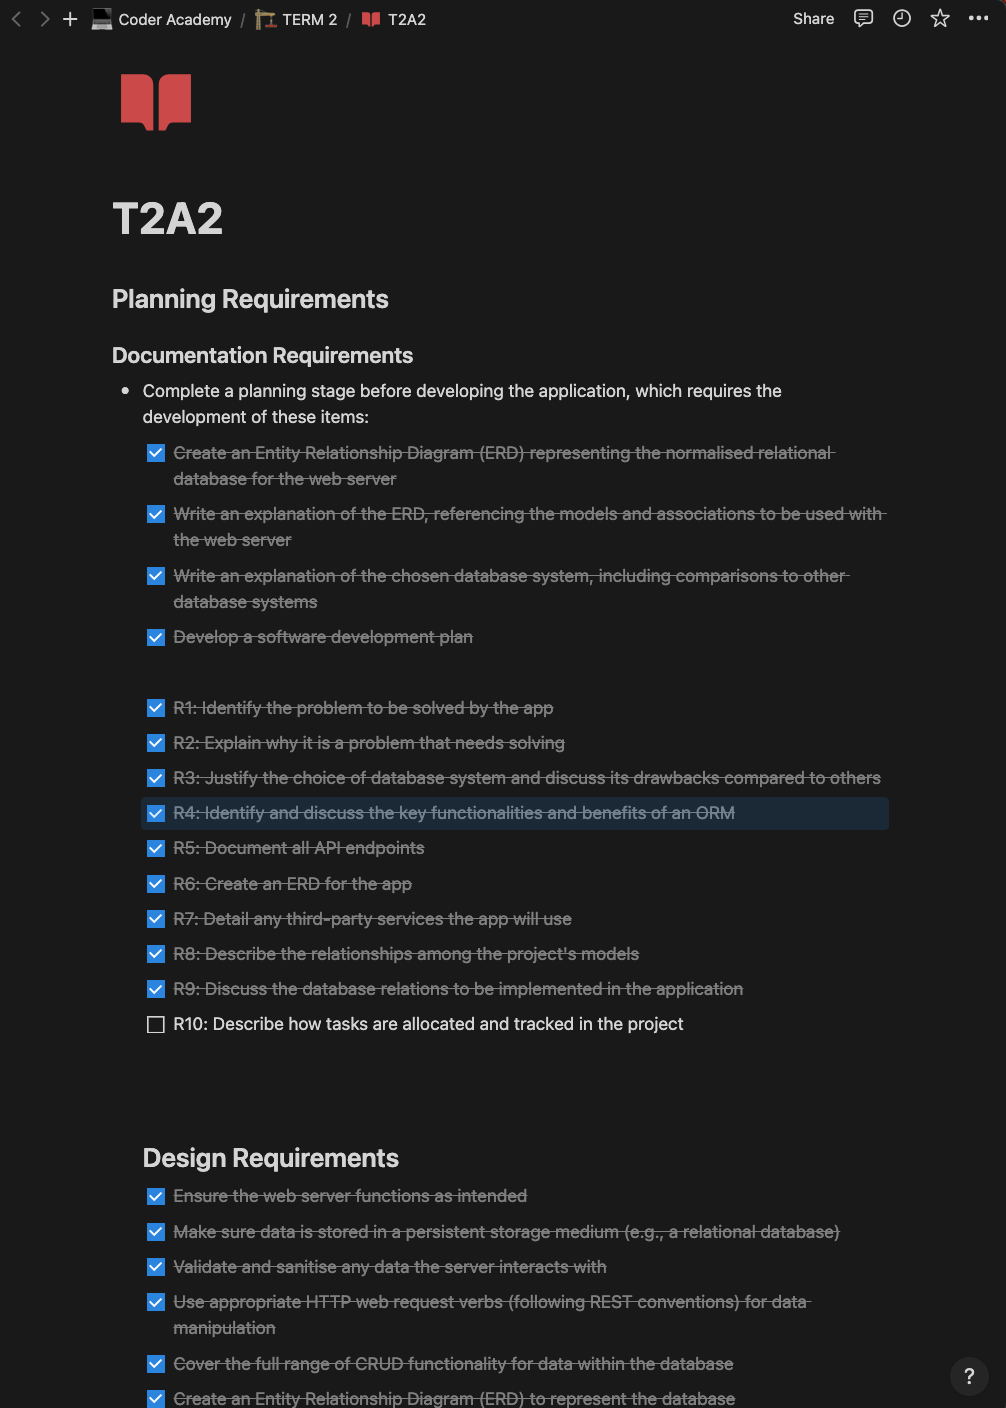 Coder Academy / TERM 2 / T2A2
Share
T2A2
Planning Requirements
Documentation Requirements
• Complete a planning stage before developing the application, which requires the
development of these items:
Create an Entity Relationship Diagram (ERD) representing the normalised relational
database for the web server
Write an explanation of the ERD, referencing the models and associations to be used with
the web server
Write an explanation of the chosen database system, including comparisons to other
database systems
Develop a software development plan
R1: Identify the problem to be solved by the app
R2: Explain why it is a problem that needs solving
R3: Justify the choice of database system and discuss its drawbacks compared to others
R4: Identify and discuss the key functionalities and benefits of an ORM
R5: Document all API endpoints
R6: Create an ERD for the app
R7: Detail any third-party services the app will use
R8: Describe the relationships among the project's models
R9: Discuss the database relations to be implemented in the application
R10: Describe how tasks are allocated and tracked in the project
Design Requirements
Ensure the web server functions as intended
Make sure data is stored in a persistent storage medium (e.g., a relational database)
Validate and sanitise any data the server interacts with
Use appropriate HTTP web request verbs (following REST conventions) for data
manipulation
Cover the full range of CRUD functionality for data within the database
Create an Entity Relationship Diagram (ERD) to represent the database
?